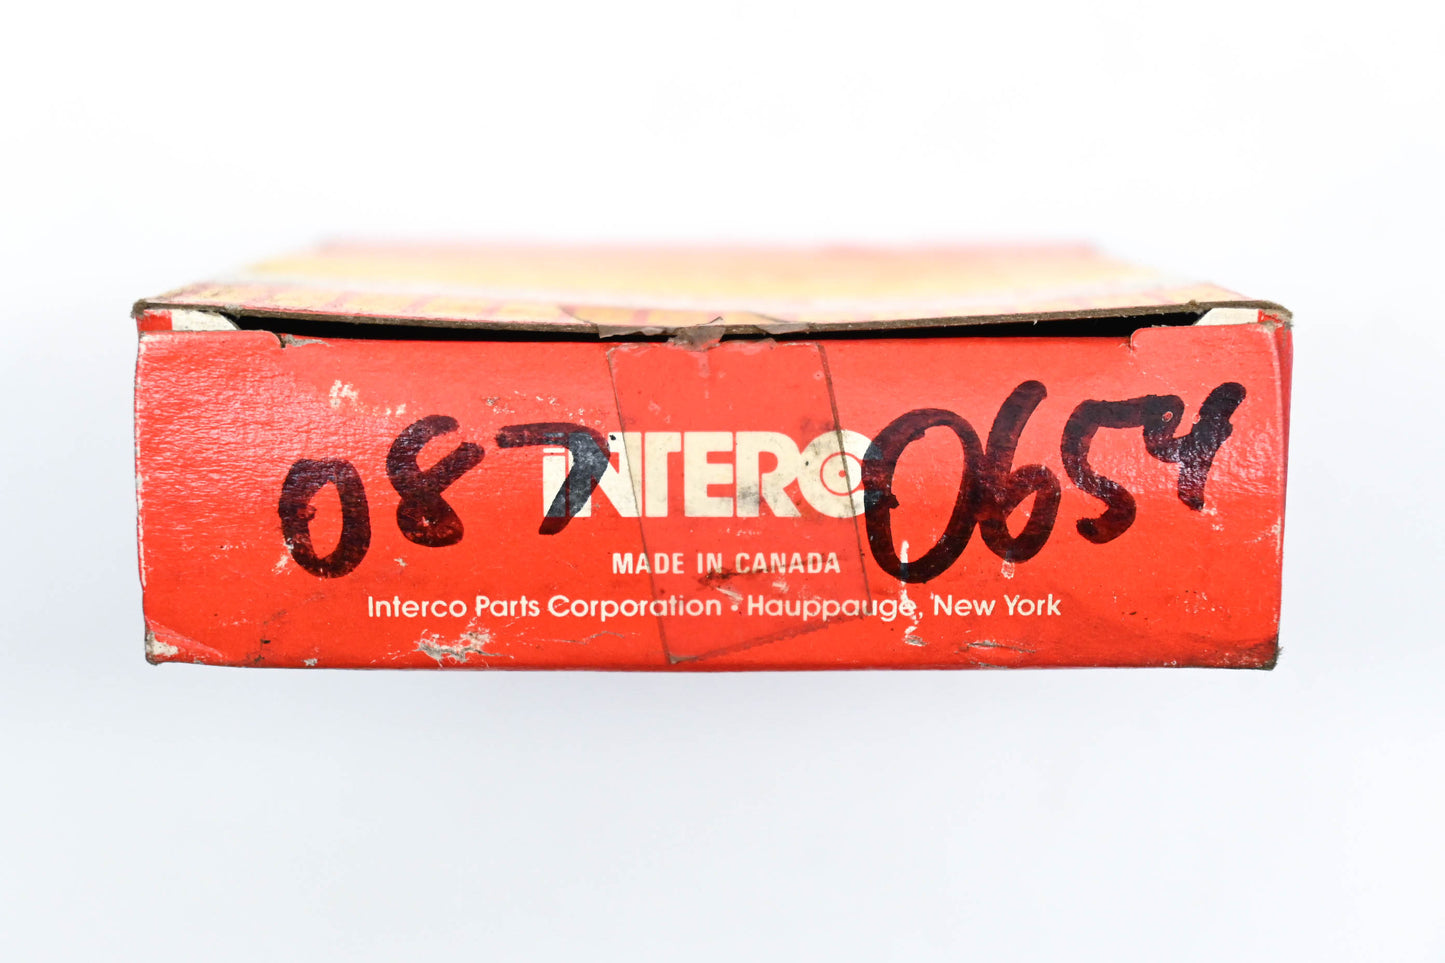 087 0654
iNTERCO
MADE IN CANADA
Interco Parts Corporation • Hauppauge, New York